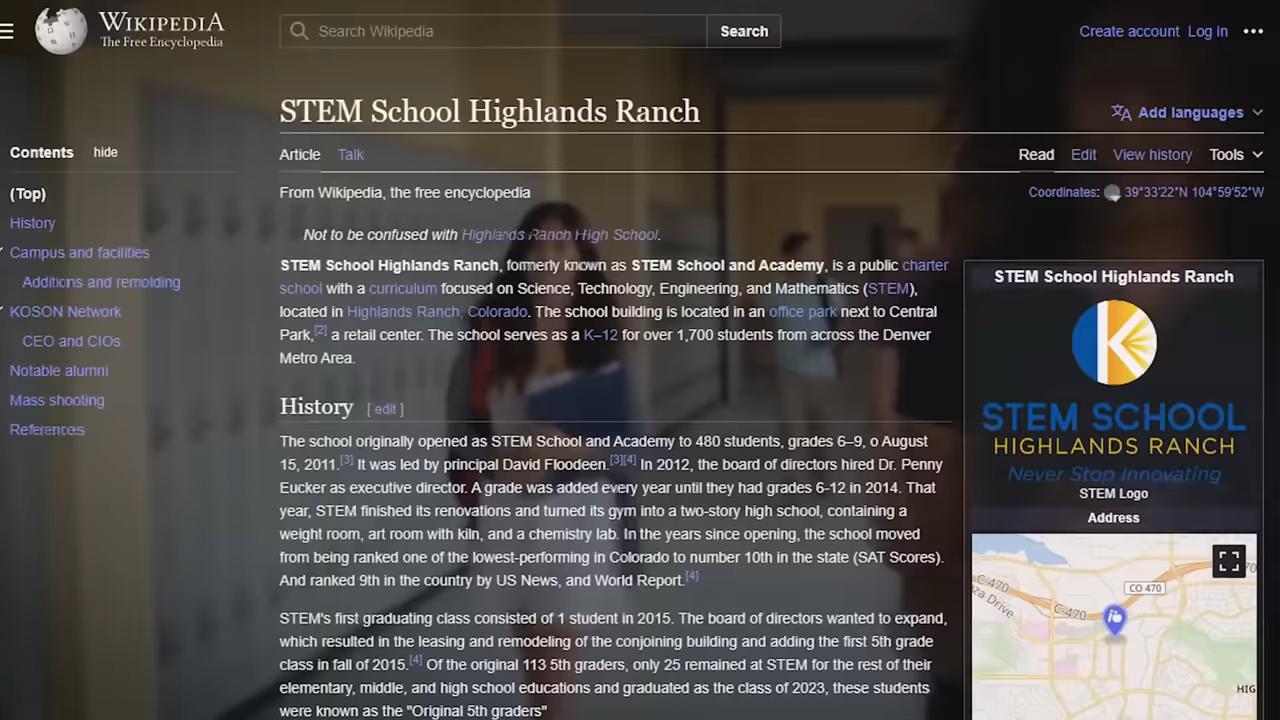 WIKIPEDIA
The Free Encyclopedia
Search Wikipedia
Search
Create account Log in
STEM School Highlands Ranch
Add languages
Contents hide
Article Talk
Read Edit View history Tools
(Top)
History
Campus and facilities
Additions and remolding
KOSON Network
CEO and CIOs
Notable alumni
Mass shooting
References
From Wikipedia, the free encyclopedia
Coordinates: 39°33′22″N 104°59′52″W
Not to be confused with Highlands Ranch High School.
STEM School Highlands Ranch, formerly known as STEM School and Academy, is a public charter
school with a curriculum focused on Science, Technology, Engineering, and Mathematics (STEM),
located in Highlands Ranch, Colorado. The school building is located in an office park next to Central
Park,[2] a retail center. The school serves as a K–12 for over 1,700 students from across the Denver
Metro Area.
History [ edit ]
The school originally opened as STEM School and Academy to 480 students, grades 6–9, o August
15, 2011.[3] It was led by principal David Floodeen.[3][4] In 2012, the board of directors hired Dr. Penny
Eucker as executive director. A grade was added every year until they had grades 6-12 in 2014. That
year, STEM finished its renovations and turned its gym into a two-story high school, containing a
weight room, art room with kiln, and a chemistry lab. In the years since opening, the school moved
from being ranked one of the lowest-performing in Colorado to number 10th in the state (SAT Scores).
And ranked 9th in the country by US News, and World Report.[4]
STEM's first graduating class consisted of 1 student in 2015. The board of directors wanted to expand,
which resulted in the leasing and remodeling of the conjoining building and adding the first 5th grade
class in fall of 2015.[4] Of the original 113 5th graders, only 25 remained at STEM for the rest of their
elementary, middle, and high school educations and graduated as the class of 2023, these students
were known as the "Original 5th graders"
STEM School Highlands Ranch
K
STEM SCHOOL
HIGHLANDS RANCH
Never Stop Innovating
STEM Logo
Address
C-470
CO 470
za Drive
C-470
70
HIG